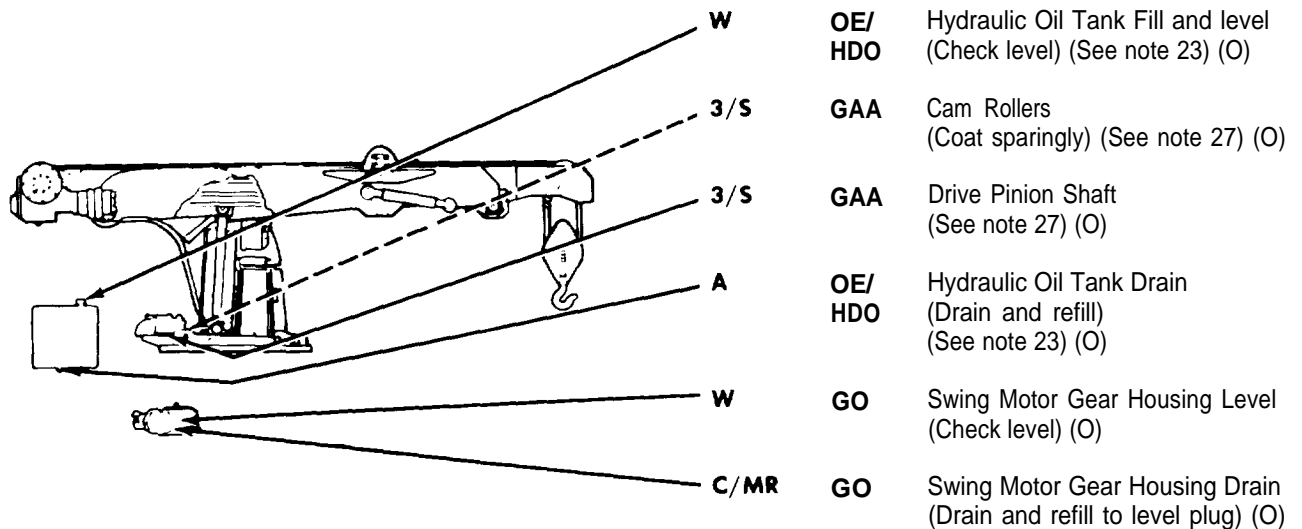 W OE/ Hydraulic Oil Tank Fill and level
HDO (Check level) (See note 23) (O)
3/S GAA Cam Rollers
(Coat sparingly) (See note 27) (O)
3/S GAA Drive Pinion Shaft
(See note 27) (O)
A OE/ Hydraulic Oil Tank Drain
HDO (Drain and refill)
(See note 23) (O)
W GO Swing Motor Gear Housing Level
(Check level) (O)
C/MR GO Swing Motor Gear Housing Drain
(Drain and refill to level plug) (O)